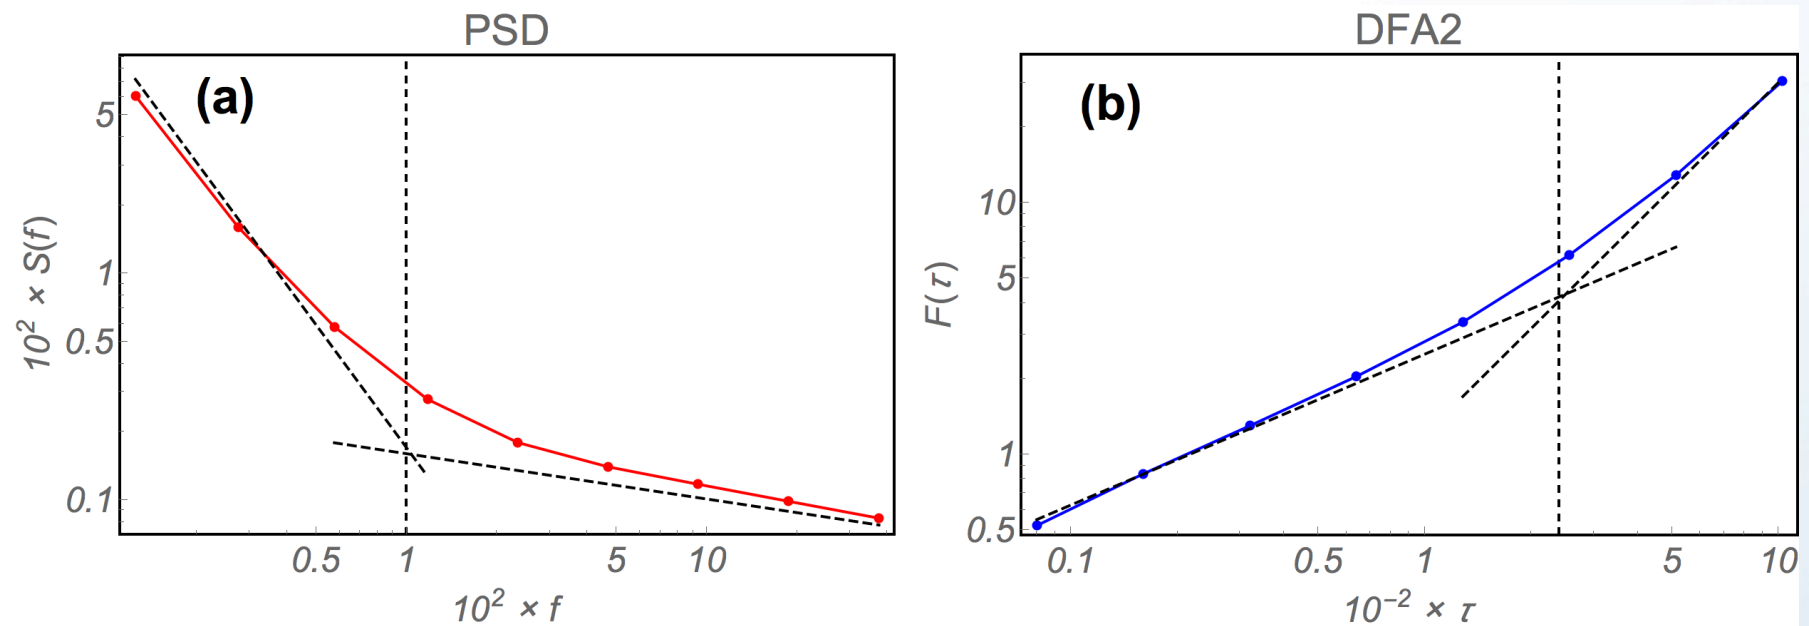 PSD
(a)
10² × S(f)
5
1
0.5
0.1
0.5 1 5 10
10² × f
DFA2
(b)
F(τ)
10
5
1
0.5
0.1 0.5 1 5 10
10⁻² × τ